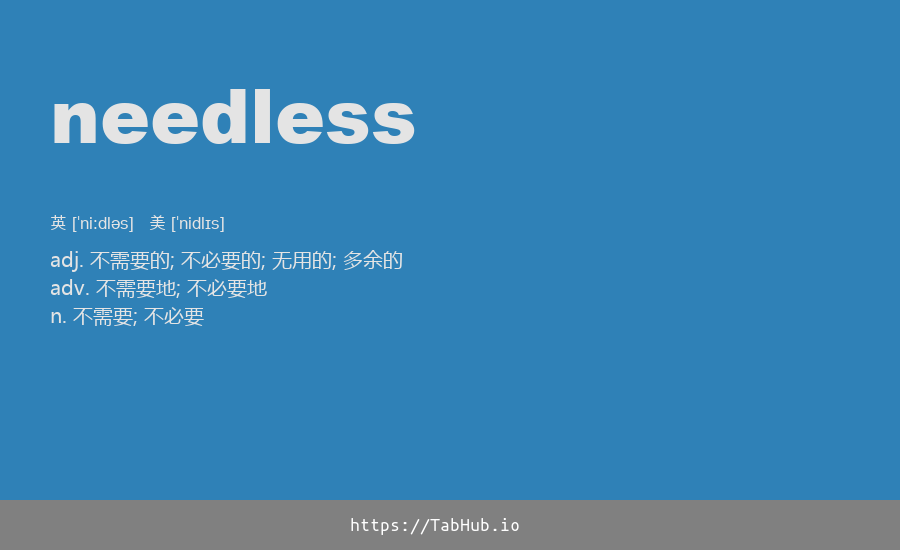 needless
英 [ˈniːdləs] 美 [ˈnidlɪs]
adj. 不需要的; 不必要的; 无用的; 多余的
adv. 不需要地; 不必要地
n. 不需要; 不必要
https://TabHub.io